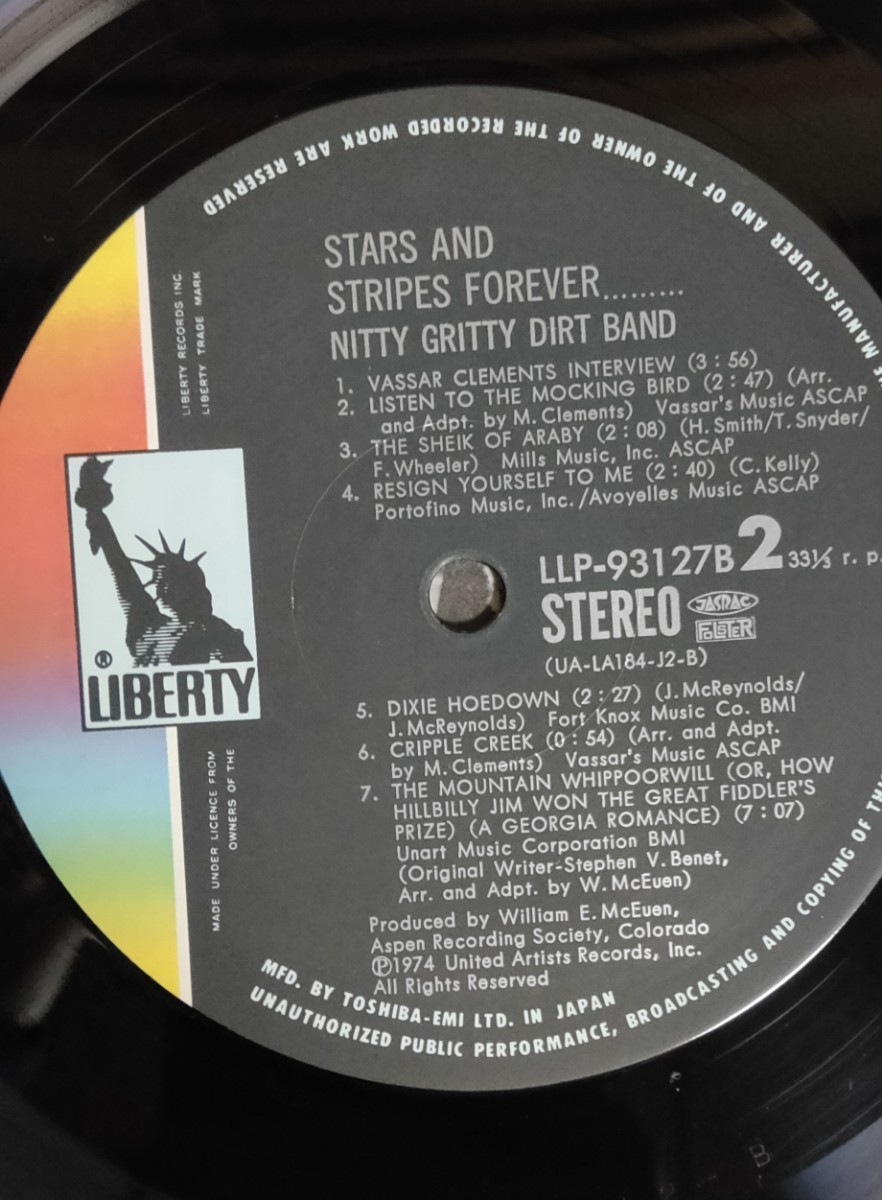 STARS AND
STRIPES FOREVER.........
NITTY GRITTY DIRT BAND
1. VASSAR CLEMENTS INTERVIEW (3:56)
2. LISTEN TO THE MOCKING BIRD (2:47) (Arr.
and Adpt. by M. Clements) Vassar's Music ASCAP
3. THE SHEIK OF ARABY (2:08) (H. Smith/T. Snyder/
F. Wheeler) Mills Music, Inc. ASCAP
4. RESIGN YOURSELF TO ME (2:40) (C. Kelly)
Portofino Music, Inc./Avoyelles Music ASCAP
LLP-93127B 2 33⅓ r. p.
STEREO JASRAC
FOLSTER
(UA-LA184-J2-B)
5. DIXIE HOEDOWN (2:27) (J. McReynolds/
J. McReynolds) Fort Knox Music Co. BMI
6. CRIPPLE CREEK (0:54) (Arr. and Adpt.
by M. Clements) Vassar's Music ASCAP
7. THE MOUNTAIN WHIPPOORWILL (OR, HOW
HILLBILLY JIM WON THE GREAT FIDDLER'S
PRIZE) (A GEORGIA ROMANCE) (7:07)
Unart Music Corporation BMI
(Original Writer-Stephen V. Benet,
Arr. and Adpt. by W. McEuen)
Produced by William E. McEuen,
Aspen Recording Society, Colorado
Ⓟ1974 United Artists Records, Inc.
All Rights Reserved
LIBERTY RECORDS INC.
LIBERTY TRADE MARK
® LIBERTY
MADE UNDER LICENCE FROM
OWNERS OF THE
MFD. BY TOSHIBA-EMI LTD. IN JAPAN
UNAUTHORIZED PUBLIC PERFORMANCE, BROADCASTING AND COPYING OF
MANUFACTURER AND OF THE OWNER OF THE RECORDED WORK ARE RESERVED